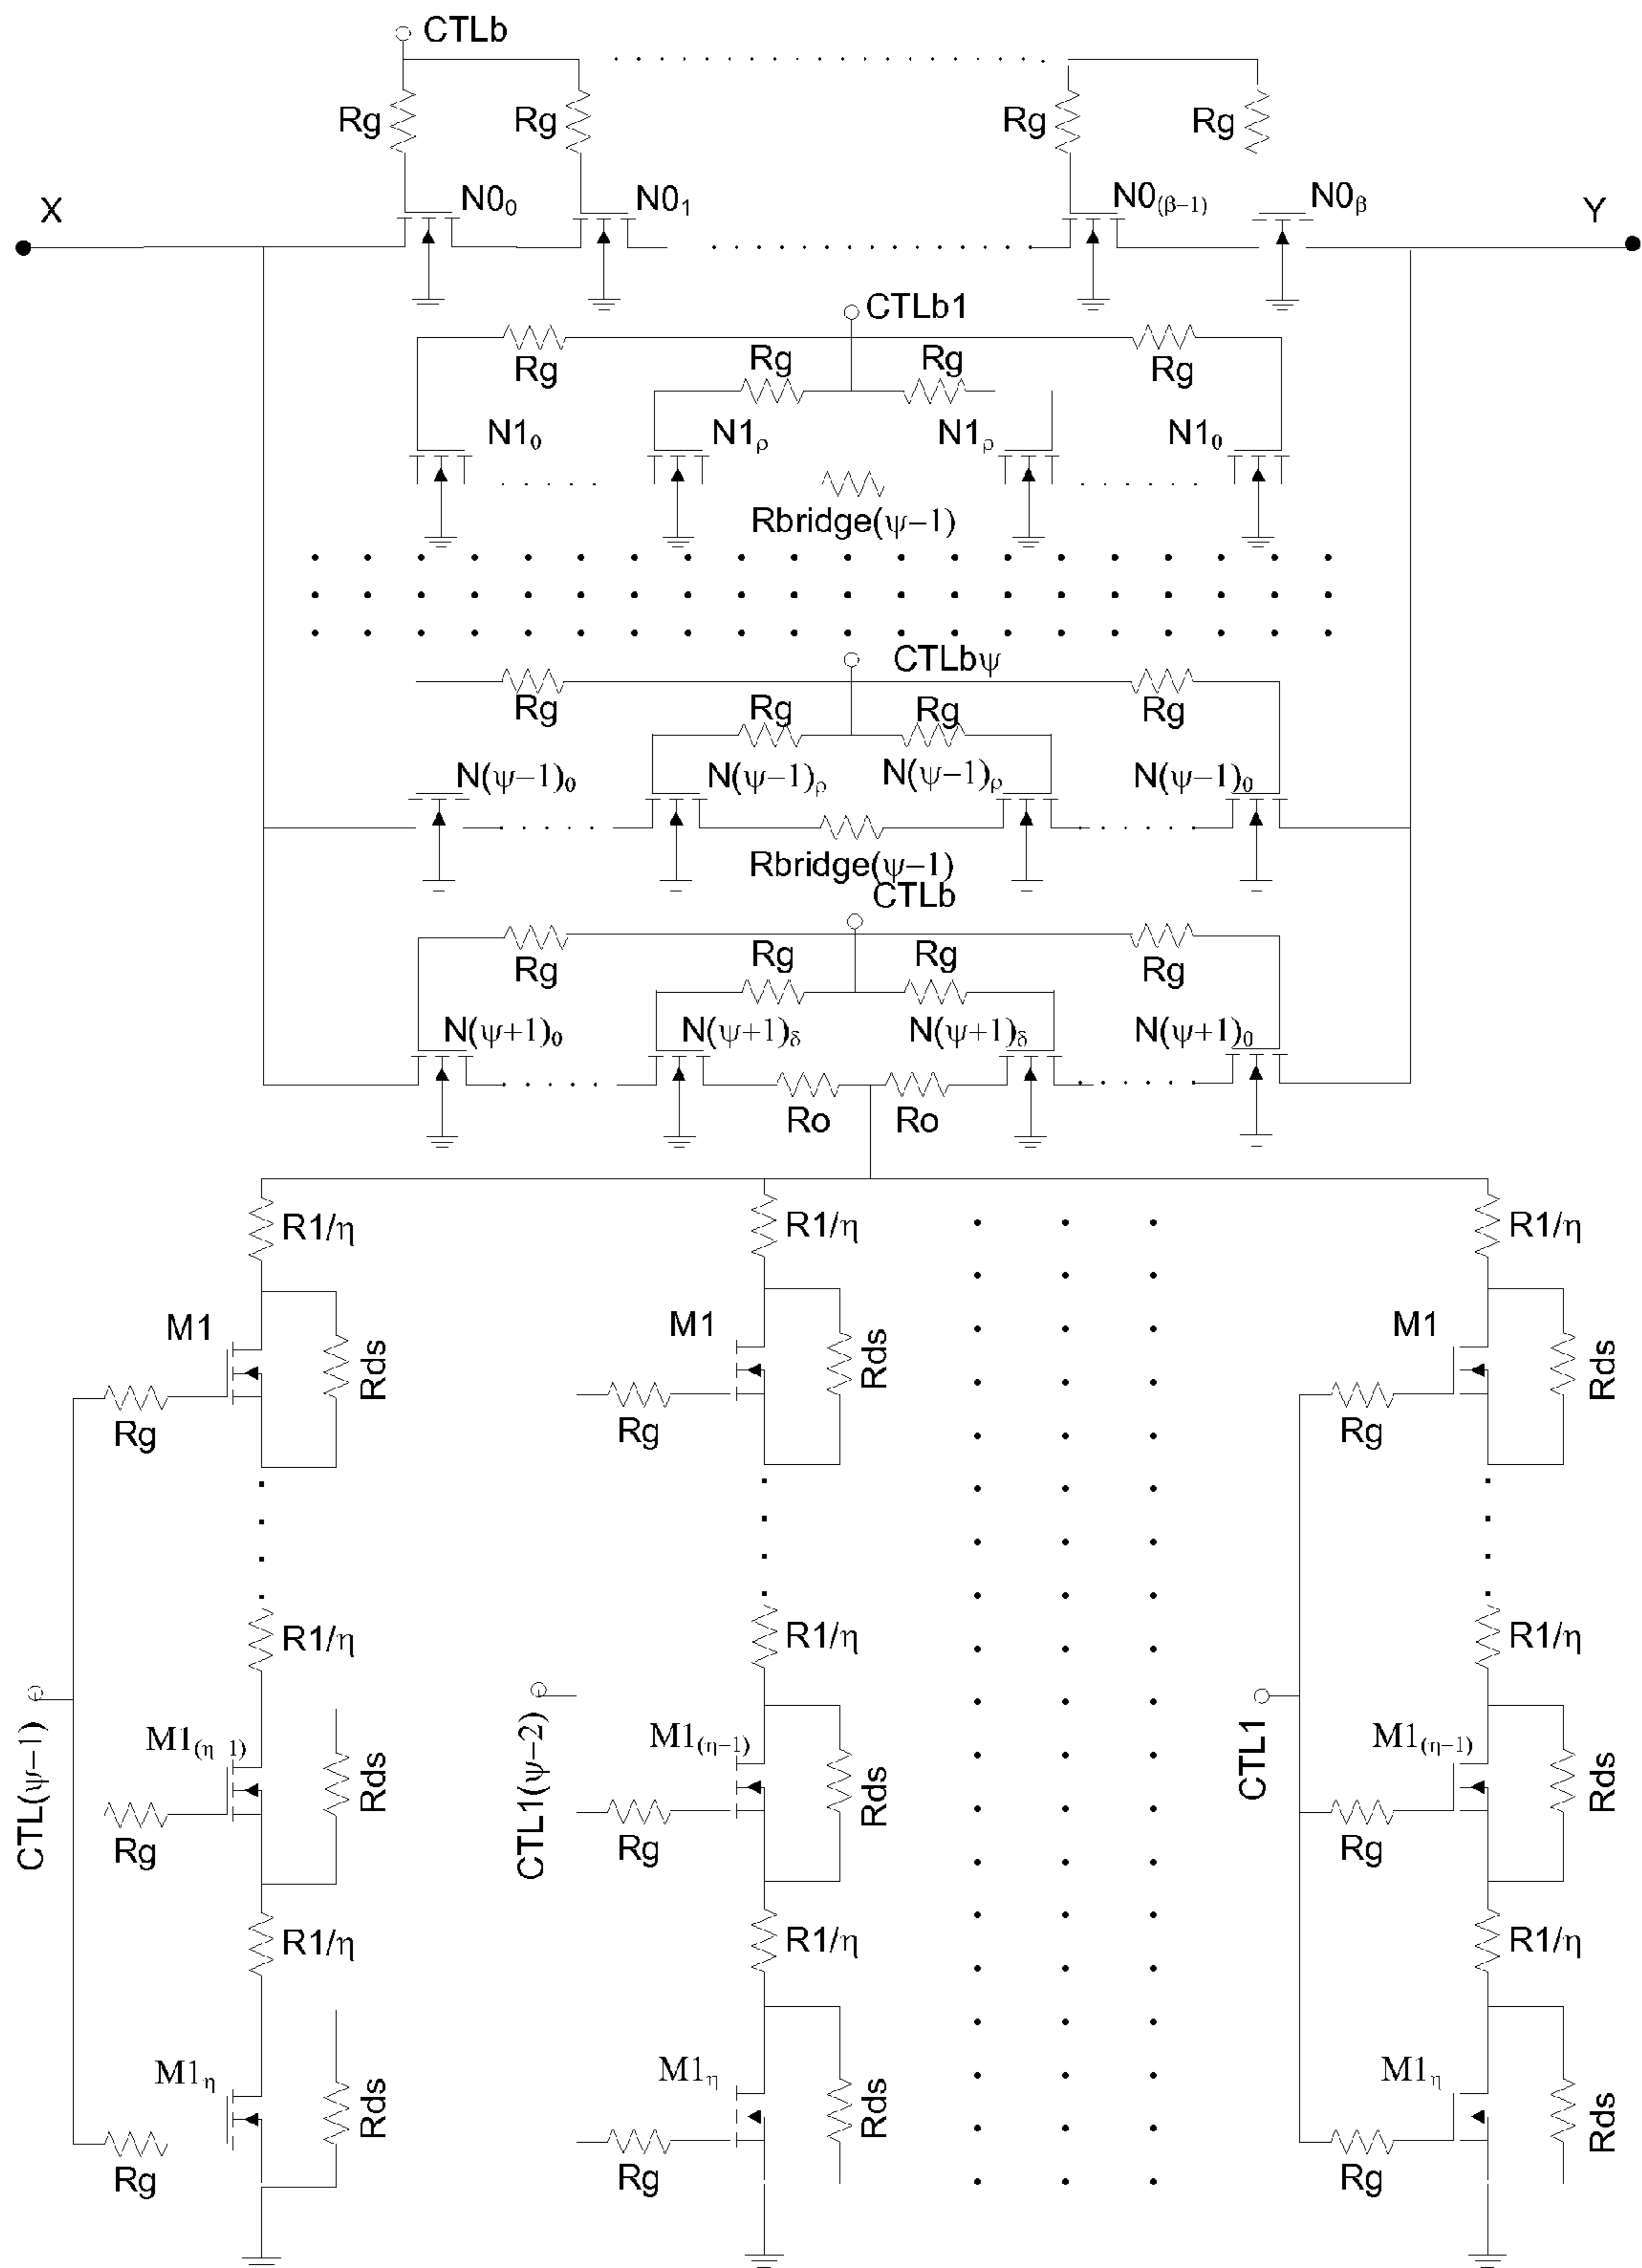 CTLb
Rg Rg Rg Rg
X N0₀ N0₁ N0₍β−1₎ N0β Y
CTLb1
Rg Rg Rg Rg
N1₀ N1ρ N1ρ N1₀
Rbridge(ψ−1)
CTLbψ
Rg Rg Rg Rg
N(ψ−1)₀ N(ψ−1)ρ N(ψ−1)ρ N(ψ−1)₀
Rbridge(ψ−1)
CTLb
Rg Rg Rg Rg
N(ψ+1)₀ N(ψ+1)δ N(ψ+1)δ N(ψ+1)₀
Ro Ro
R1/η R1/η R1/η
M1 Rds M1 Rds M1 Rds
Rg Rg Rg
R1/η R1/η R1/η
CTL(ψ−1) CTL1(ψ−2) CTL1
M1(η−1) Rds M1(η−1) Rds M1(η−1) Rds
Rg Rg Rg
R1/η R1/η R1/η
M1η Rds M1η Rds M1η Rds
Rg Rg Rg